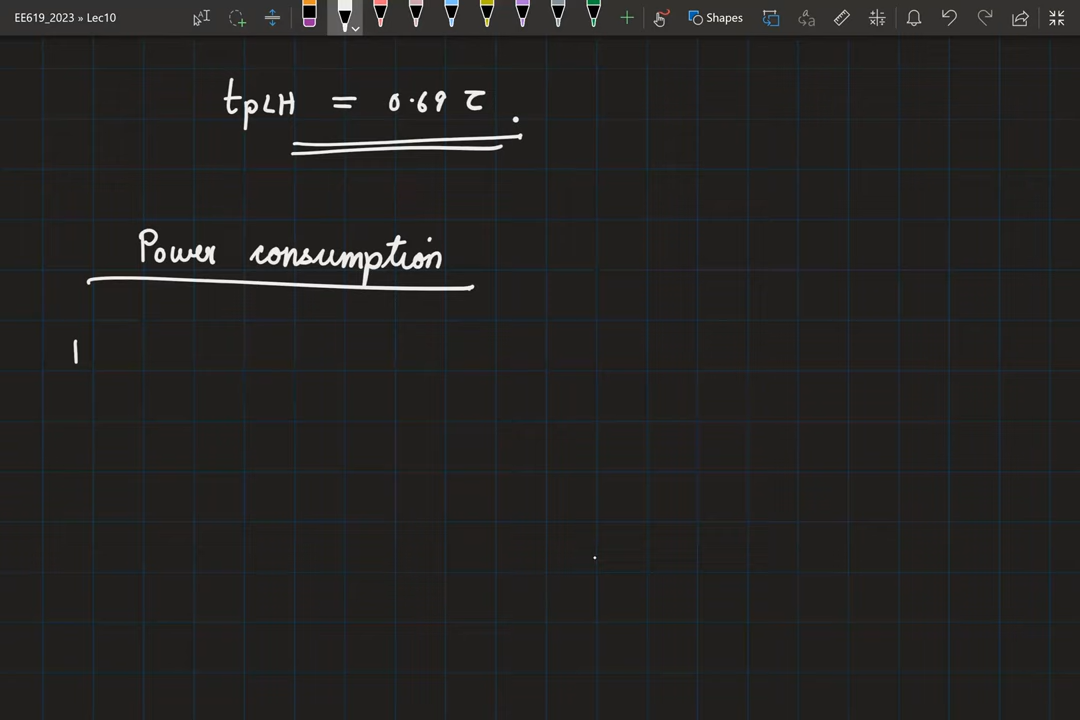 EE619_2023 » Lec10
Shapes
tpLH = 0.69 τ .
Power consumption
1